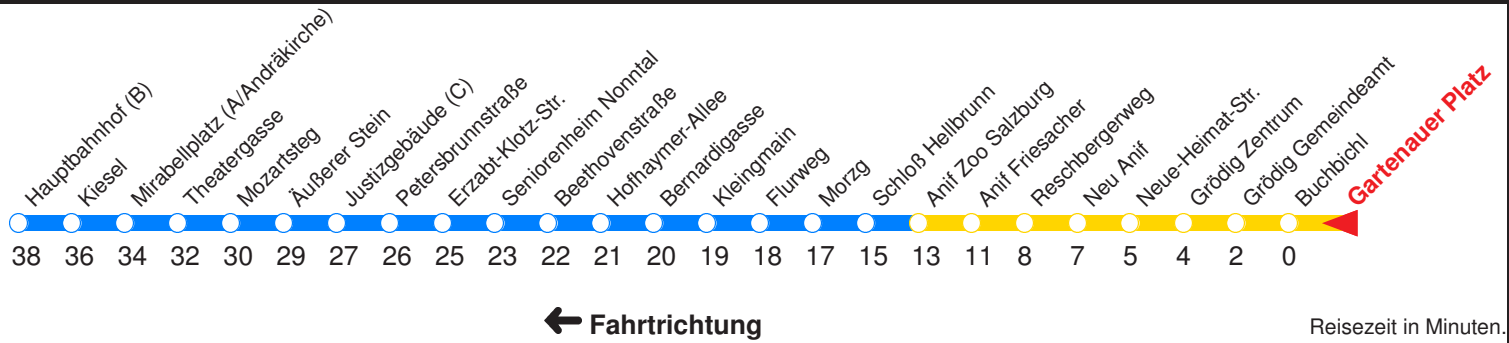 Hauptbahnhof (B)
Kiesel
Mirabellplatz (A/Andräkirche)
Theatergasse
Mozartsteg
Äußerer Stein
Justizgebäude (C)
Petersbrunnstraße
Erzabt-Klotz-Str.
Seniorenheim Nonntal
Beethovenstraße
Hofhaymer-Allee
Bernardigasse
Kleingmain
Flurweg
Morzg
Schloß Hellbrunn
Anif Zoo Salzburg
Anif Friesacher
Reschbergerweg
Neu Anif
Neue-Heimat-Str.
Grödig Zentrum
Grödig Gemeindeamt
Buchbichl
Gartenauer Platz
38 36 34 32 30 29 27 26 25 23 22 21 20 19 18 17 15 13 11 8 7 5 4 2 0
Fahrtrichtung
Reisezeit in Minuten.